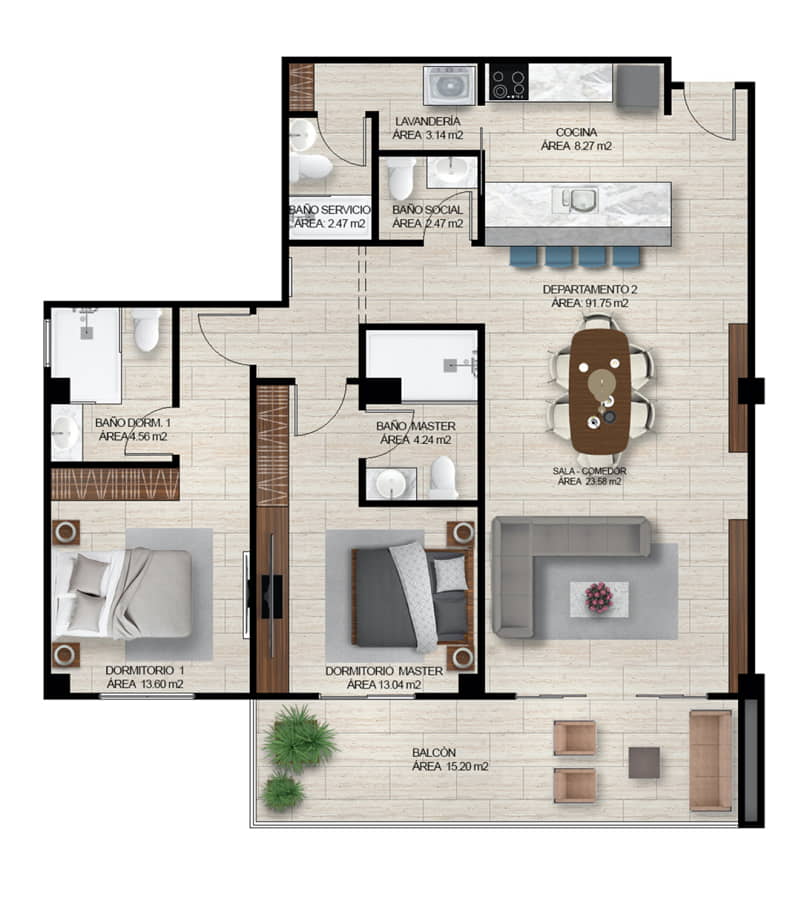 LAVANDERÍA
ÁREA: 3.14 m2
COCINA
ÁREA: 8.27 m2
BAÑO SERVICIO
ÁREA: 2.47 m2
BAÑO SOCIAL
ÁREA: 2.47 m2
DEPARTAMENTO 2
ÁREA: 91.75 m2
BAÑO DORM. 1
ÁREA 4.56 m2
BAÑO MASTER
ÁREA 4.24 m2
SALA - COMEDOR
ÁREA 23.58 m2
DORMITORIO 1
ÁREA 13.60 m2
DORMITORIO MASTER
ÁREA 13.04 m2
BALCÒN
ÁREA 15.20 m2